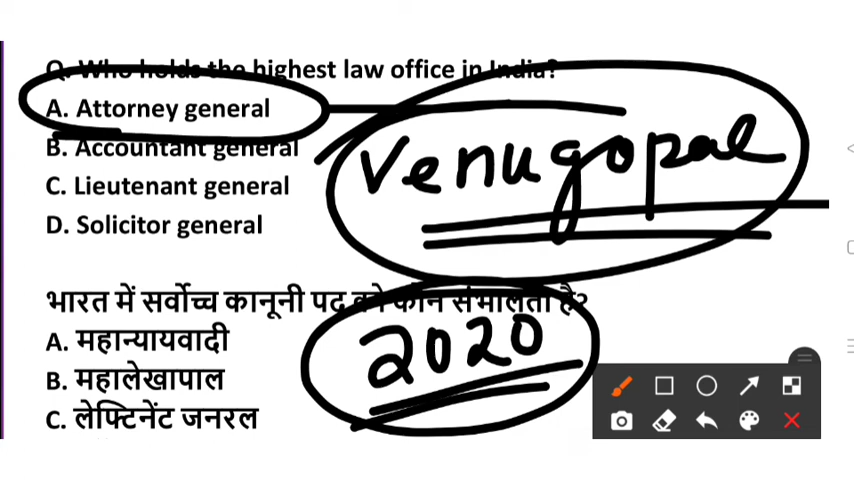 Q. Who holds the highest law office in India?
A. Attorney general
B. Accountant general
Venugopal
C. Lieutenant general
D. Solicitor general
भारत में सर्वोच्च कानूनी पद को कौन संभालता है?
A. महान्यायवादी
2020
B. महालेखापाल
C. लेफ्टिनेंट जनरल